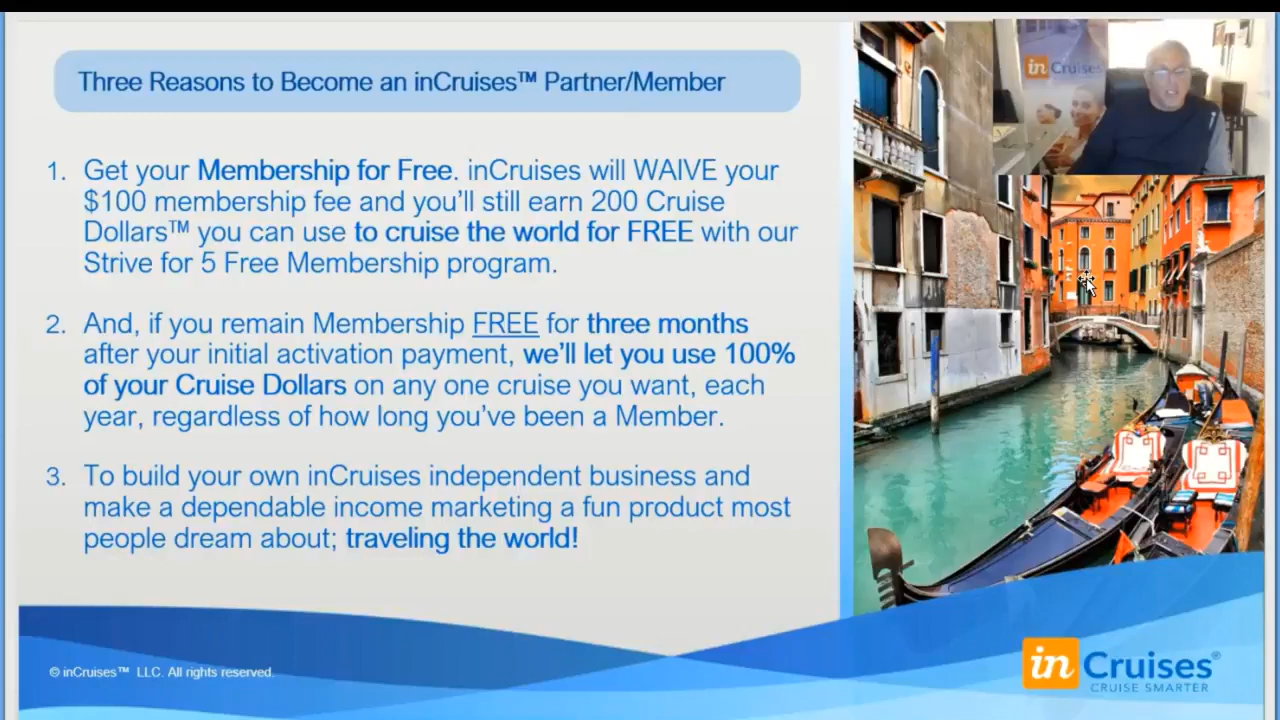 Three Reasons to Become an inCruises™ Partner/Member
1. Get your Membership for Free. inCruises will WAIVE your
$100 membership fee and you'll still earn 200 Cruise
Dollars™ you can use to cruise the world for FREE with our
Strive for 5 Free Membership program.
2. And, if you remain Membership FREE for three months
after your initial activation payment, we'll let you use 100%
of your Cruise Dollars on any one cruise you want, each
year, regardless of how long you've been a Member.
3. To build your own inCruises independent business and
make a dependable income marketing a fun product most
people dream about; traveling the world!
in Cruises
© inCruises™ LLC. All rights reserved.
in Cruises®
CRUISE SMARTER